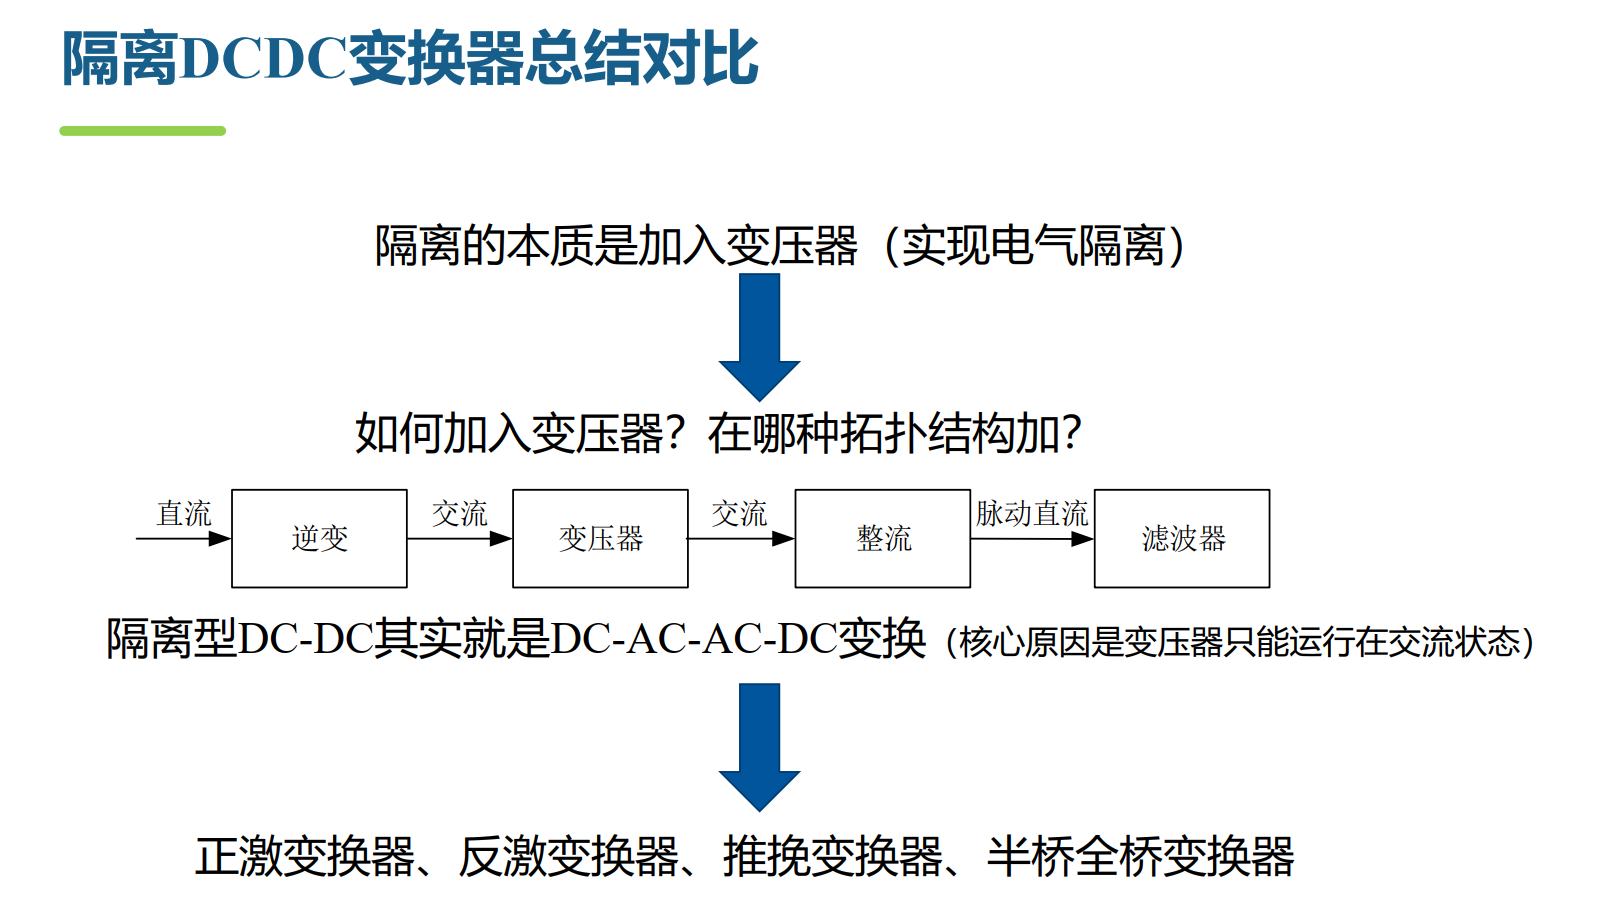 隔离DCDC变换器总结对比
隔离的本质是加入变压器（实现电气隔离）
如何加入变压器？在哪种拓扑结构加？
直流
逆变
交流
变压器
交流
整流
脉动直流
滤波器
隔离型DC-DC其实就是DC-AC-AC-DC变换（核心原因是变压器只能运行在交流状态）
正激变换器、反激变换器、推挽变换器、半桥全桥变换器